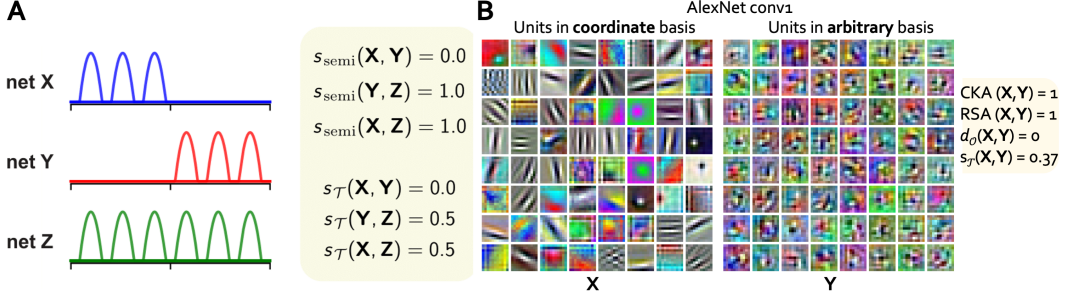 A
net X
net Y
net Z
s_semi(X, Y) = 0.0
s_semi(Y, Z) = 1.0
s_semi(X, Z) = 1.0
s_𝒯(X, Y) = 0.0
s_𝒯(Y, Z) = 0.5
s_𝒯(X, Z) = 0.5
B
AlexNet conv1
Units in coordinate basis
Units in arbitrary basis
X
Y
CKA (X,Y) = 1
RSA (X,Y) = 1
d_𝒪(X,Y) = 0
s_𝒯(X,Y) = 0.37